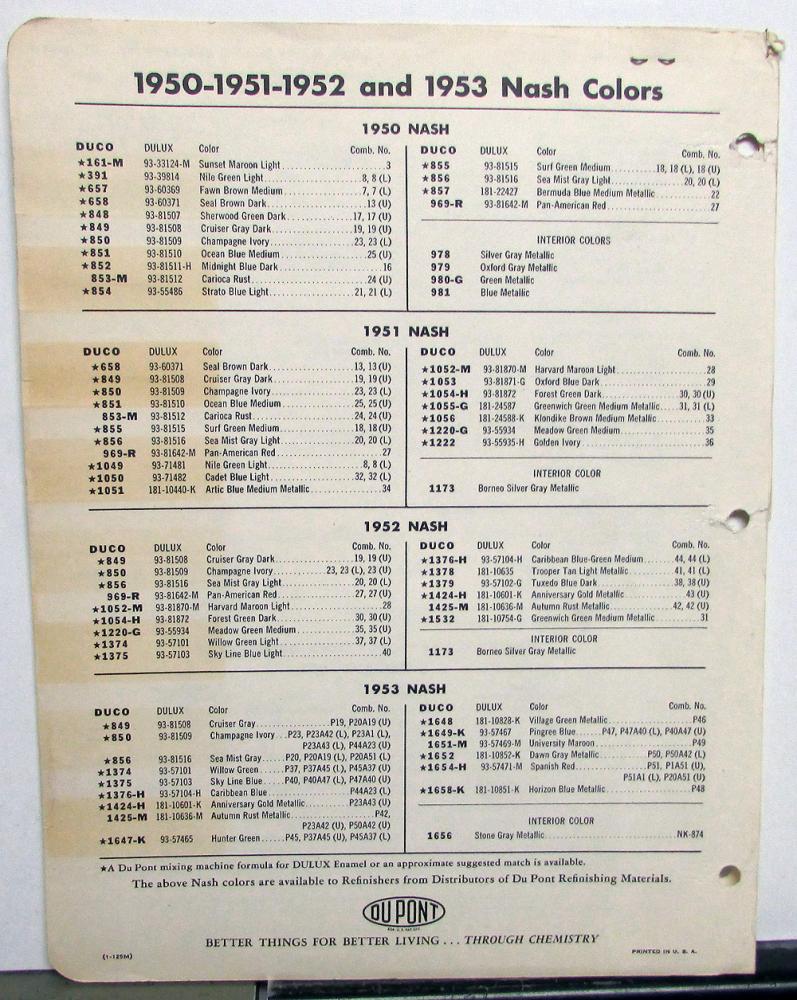 1950-1951-1952 and 1953 Nash Colors
1950 NASH
DUCO DULUX Color Comb. No.
★161-M 93-33124-M Sunset Maroon Light 3
★391 93-39814 Nile Green Light 8, 8 (L)
★657 93-60369 Fawn Brown Medium 7, 7 (L)
★658 93-60371 Seal Brown Dark 13 (U)
★848 93-81507 Sherwood Green Dark 17, 17 (U)
★849 93-81508 Cruiser Gray Dark 19, 19 (U)
★850 93-81509 Champagne Ivory 23, 23 (L)
★851 93-81510 Ocean Blue Medium 25 (U)
★852 93-81511-H Midnight Blue Dark 16
853-M 93-81512 Carioca Rust 24 (U)
★854 93-55486 Strato Blue Light 21, 21 (L)
DUCO DULUX Color Comb. No.
★855 93-81515 Surf Green Medium 18, 18 (L), 18 (U)
★856 93-81516 Sea Mist Gray Light 20, 20 (L)
★857 181-22427 Bermuda Blue Medium Metallic 22
969-R 93-81642-M Pan-American Red 27
INTERIOR COLORS
978 Silver Gray Metallic
979 Oxford Gray Metallic
980-G Green Metallic
981 Blue Metallic
1951 NASH
DUCO DULUX Color Comb. No.
★658 93-60371 Seal Brown Dark 13, 13 (U)
★849 93-81508 Cruiser Gray Dark 19, 19 (U)
★850 93-81509 Champagne Ivory 23, 23 (L)
★851 93-81510 Ocean Blue Medium 25, 25 (U)
853-M 93-81512 Carioca Rust 24, 24 (U)
★855 93-81515 Surf Green Medium 18, 18 (U)
★856 93-81516 Sea Mist Gray Light 20, 20 (L)
969-R 93-81642-M Pan-American Red 27
★1049 93-71481 Nile Green Light 8, 8 (L)
★1050 93-71482 Cadet Blue Light 32, 32 (L)
★1051 181-10440-K Artic Blue Medium Metallic 34
DUCO DULUX Color Comb. No.
★1052-M 93-81870-M Harvard Maroon Light 28
★1053 93-81871-G Oxford Blue Dark 29
★1054-H 93-81872 Forest Green Dark 30, 30 (U)
★1055-G 181-24587 Greenwich Green Medium Metallic 31, 31 (L)
★1056 181-24588-K Klondike Brown Medium Metallic 33
★1220-G 93-55934 Meadow Green Medium 35
★1222 93-55935-H Golden Ivory 36
INTERIOR COLOR
1173 Borneo Silver Gray Metallic
1952 NASH
DUCO DULUX Color Comb. No.
★849 93-81508 Cruiser Gray Dark 19, 19 (U)
★850 93-81509 Champagne Ivory 23, 23 (L), 23 (U)
★856 93-81516 Sea Mist Gray Light 20, 20 (L)
969-R 93-81642-M Pan-American Red 27, 27 (U)
★1052-M 93-81870-M Harvard Maroon Light 28
★1054-H 93-81872 Forest Green Dark 30, 30 (U)
★1220-G 93-55934 Meadow Green Medium 35, 35 (U)
★1374 93-57101 Willow Green Light 37, 37 (L)
★1375 93-57103 Sky Line Blue Light 40
DUCO DULUX Color Comb. No.
★1376-H 93-57104-H Caribbean Blue-Green Medium 44, 44 (L)
★1378 181-10635 Trooper Tan Light Metallic 41, 41 (L)
★1379 93-57102-G Tuxedo Blue Dark 38, 38 (U)
★1424-H 181-10601-K Anniversary Gold Metallic 43 (U)
1425-M 181-10636-M Autumn Rust Metallic 42, 42 (U)
★1532 181-10754-G Greenwich Green Medium Metallic 31
INTERIOR COLOR
1173 Borneo Silver Gray Metallic
1953 NASH
DUCO DULUX Color Comb. No.
★849 93-81508 Cruiser Gray P19, P20A19 (U)
★850 93-81509 Champagne Ivory P23, P23A42 (L), P23A1 (L),
P23A43 (L), P44A23 (U)
★856 93-81516 Sea Mist Gray P20, P20A19 (L), P20A51 (L)
★1374 93-57101 Willow Green P37, P37A45 (L), P45A37 (U)
★1375 93-57103 Sky Line Blue P40, P40A47 (L), P47A40 (U)
★1376-H 93-57104-H Caribbean Blue P44A23 (L)
★1424-H 181-10601-K Anniversary Gold Metallic P23A43 (U)
1425-M 181-10636-M Autumn Rust Metallic P42,
P23A42 (U), P50A42 (U)
★1647-K 93-57465 Hunter Green P45, P37A45 (U), P45A37 (L)
DUCO DULUX Color Comb. No.
★1648 181-10828-K Village Green Metallic P46
★1649-K 93-57467 Pingree Blue P47, P47A40 (L), P40A47 (U)
1651-M 93-57469-M University Maroon P49
★1652 181-10852-K Dawn Gray Metallic P50, P50A42 (L)
★1654-H 93-57471-M Spanish Red P51, P1A51 (U),
P51A1 (L), P20A51 (U)
★1658-K 181-10851-K Horizon Blue Metallic P48
INTERIOR COLOR
1656 Stone Gray Metallic NK-874
★A Du Pont mixing machine formula for DULUX Enamel or an approximate suggested match is available.
The above Nash colors are available to Refinishers from Distributors of Du Pont Refinishing Materials.
DU PONT
REG. U.S. PAT. OFF.
BETTER THINGS FOR BETTER LIVING ... THROUGH CHEMISTRY
(1-125M) PRINTED IN U. S. A.